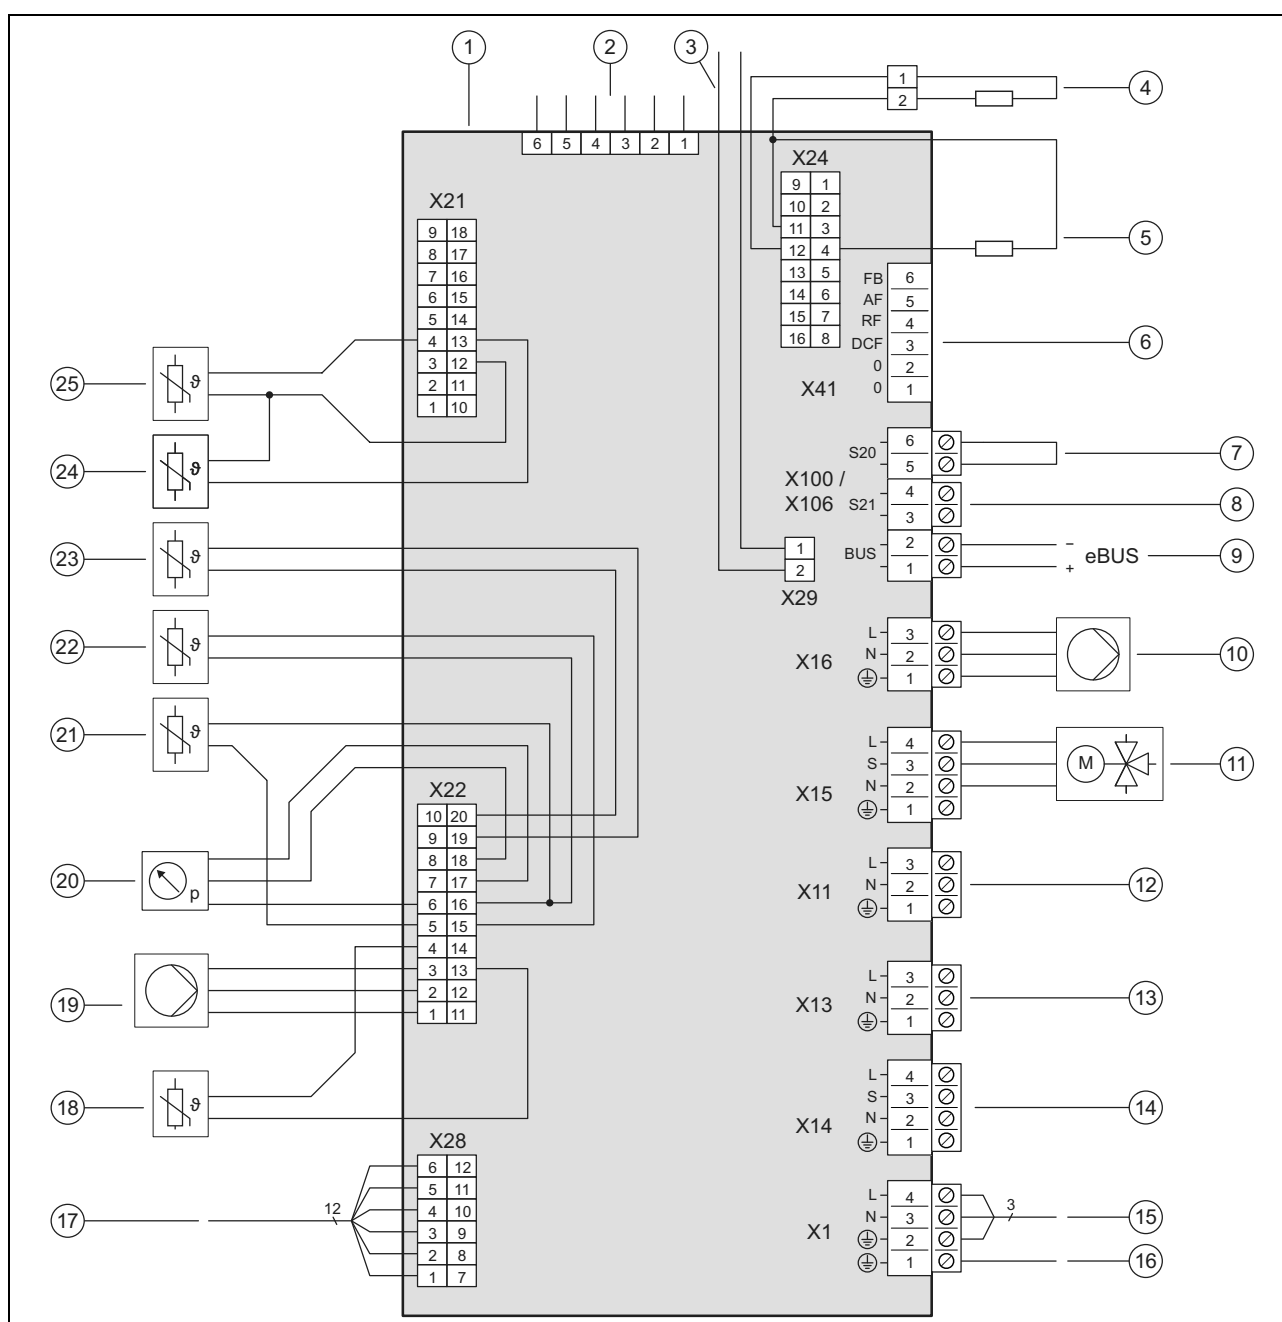 1
2
3
4
5
6
7
8
9
10
11
12
13
14
15
16
17
18
19
20
21
22
23
24
25
6 5 4 3 2 1
1
2
X24
9 1
10 2
11 3
12 4
13 5
14 6
15 7
16 8
X21
9 18
8 17
7 16
6 15
5 14
4 13
3 12
2 11
1 10
X41
FB 6
AF 5
RF 4
DCF 3
0 2
0 1
X100 /
X106
S20
6
5
S21
4
3
BUS
2
1
−
+
eBUS
1
2
X29
X16
L 3
N 2
1
X15
L 4
S 3
N 2
1
M
X11
L 3
N 2
1
X13
L 3
N 2
1
X14
L 4
S 3
N 2
1
X1
L 4
N 3
2
1
3
ϑ
ϑ
ϑ
ϑ
ϑ
p
ϑ
X22
10 20
9 19
8 18
7 17
6 16
5 15
4 14
3 13
2 12
1 11
X28
6 12
5 11
4 10
3 9
2 8
1 7
12